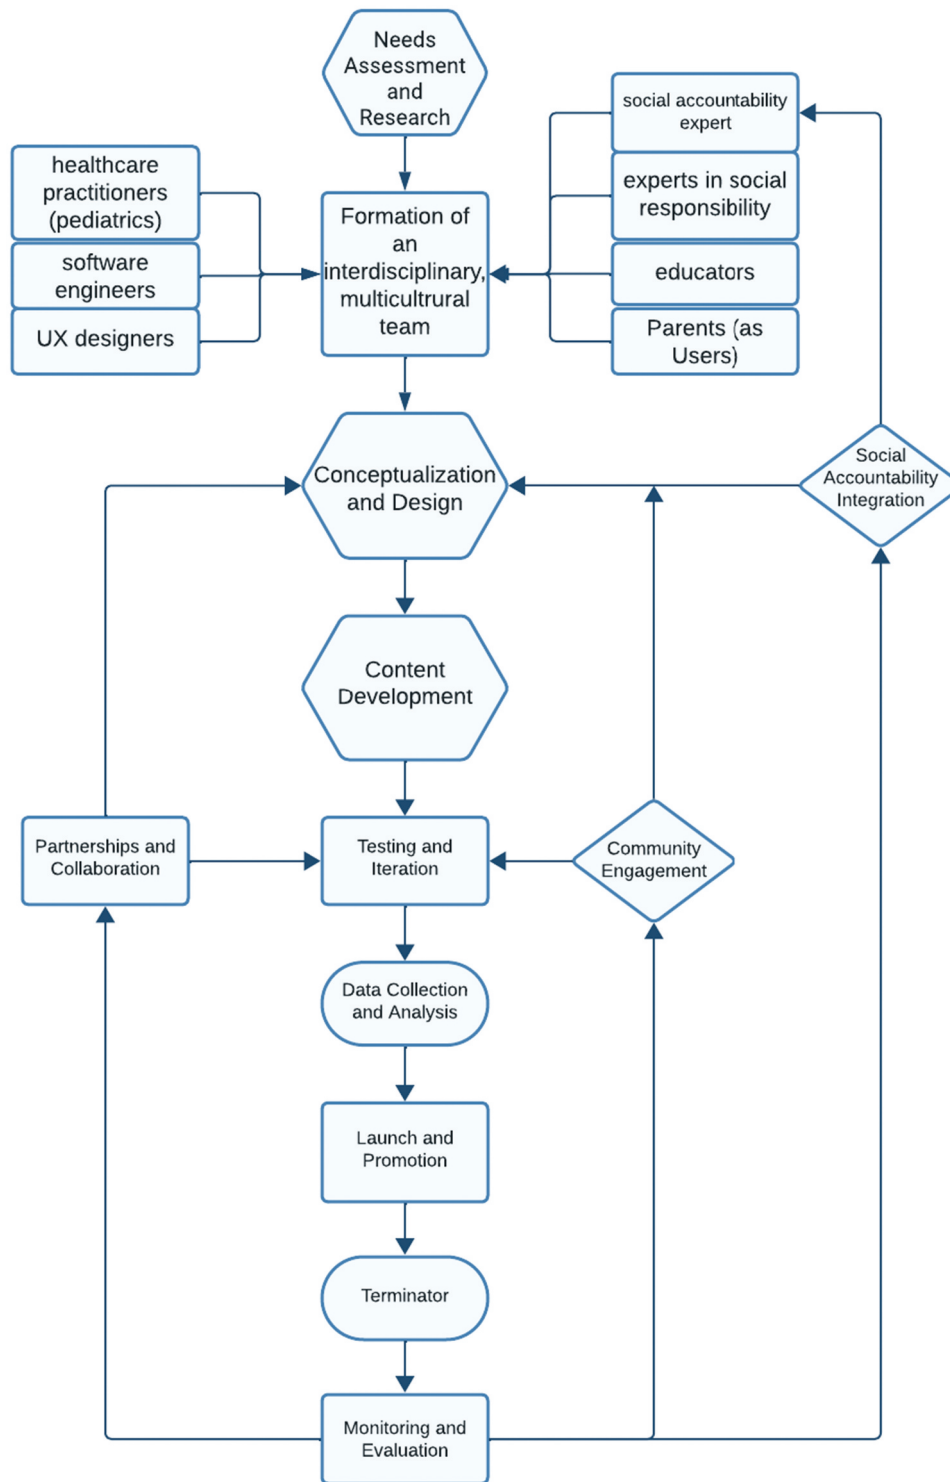 Needs
Assessment
and
Research
social accountability
expert
healthcare
practitioners
(pediatrics)
experts in social
responsibility
Formation of
an
interdisciplinary,
multicultrural
team
software
engineers
educators
UX designers
Parents (as
Users)
Social
Accountability
Integration
Conceptualization
and Design
Content
Development
Partnerships and
Collaboration
Testing and
Iteration
Community
Engagement
Data Collection
and Analysis
Launch and
Promotion
Terminator
Monitoring and
Evaluation